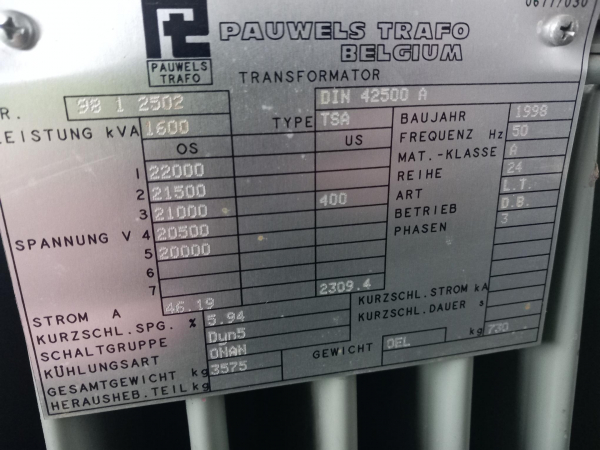 PAUWELS TRAFO
BELGIUM
PAUWELS
TRAFO
TRANSFORMATOR
R. 98 1 2502 DIN 42500 A
LEISTUNG kVA 1600 TYPE TSA BAUJAHR 1998
OS US FREQUENZ Hz 50
1 22000 MAT.-KLASSE A
2 21500 400 REIHE 24
3 21000 ART L.T.
SPANNUNG V 4 20500 BETRIEB D.B.
5 20000 PHASEN 3
6
7
STROM A 46.19 2309.4 KURZSCHL.STROM kA
KURZSCHL.SPG. % 5.94 KURZSCHL.DAUER s
SCHALTGRUPPE Dyn5
KÜHLUNGSART ONAN
GESAMTGEWICHT kg 3575 GEWICHT OEL kg 730
HERAUSHEB.TEIL kg